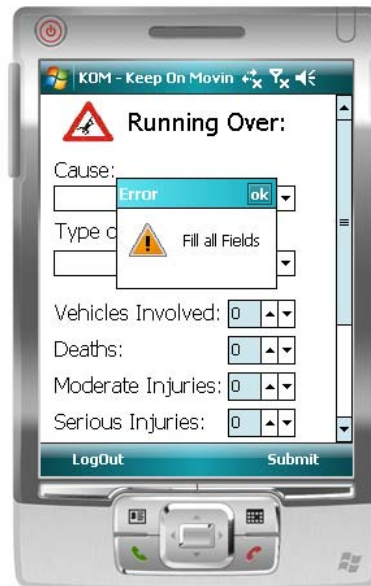 KOM - Keep On Movin
Running Over:
Cause:
Error
ok
Type
Fill all Fields
Vehicles Involved: 0
Deaths: 0
Moderate Injuries: 0
Serious Injuries: 0
LogOut Submit